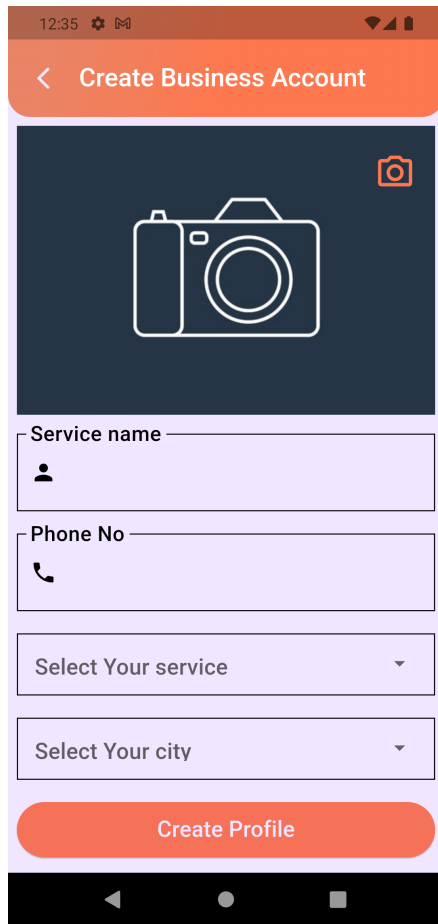 12:35
Create Business Account
Service name
Phone No
Select Your service
Select Your city
Create Profile